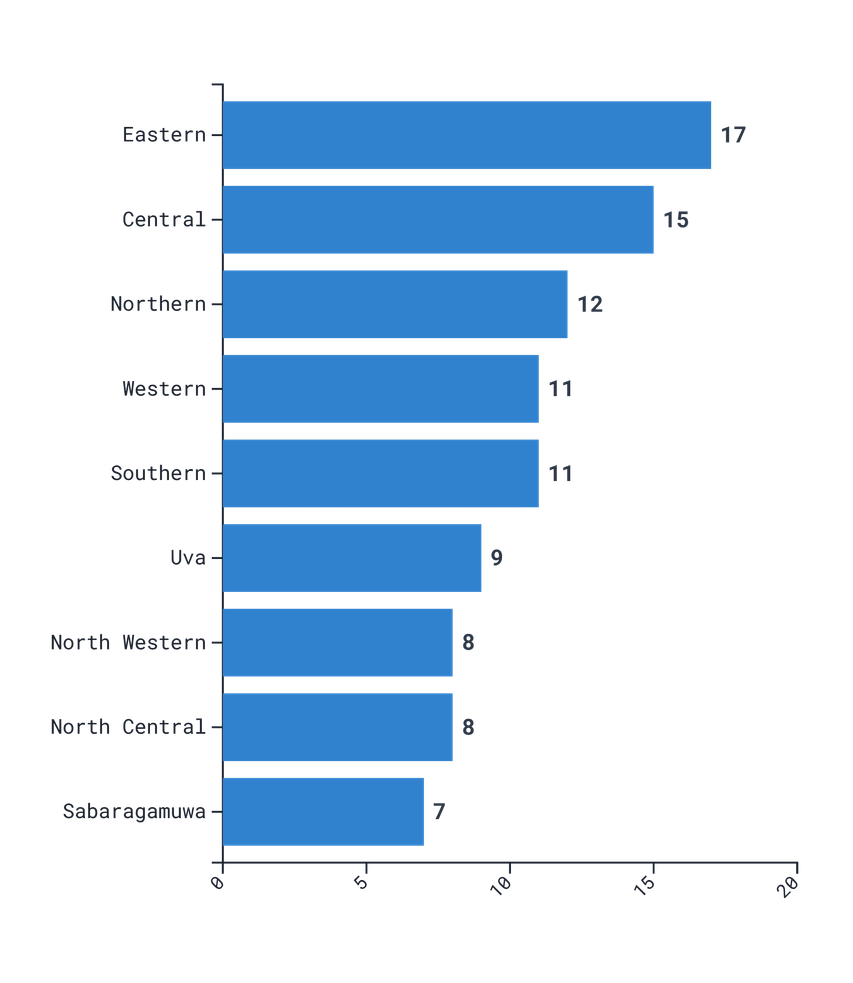 Eastern 17
Central 15
Northern 12
Western 11
Southern 11
Uva 9
North Western 8
North Central 8
Sabaragamuwa 7
0 5 10 15 20